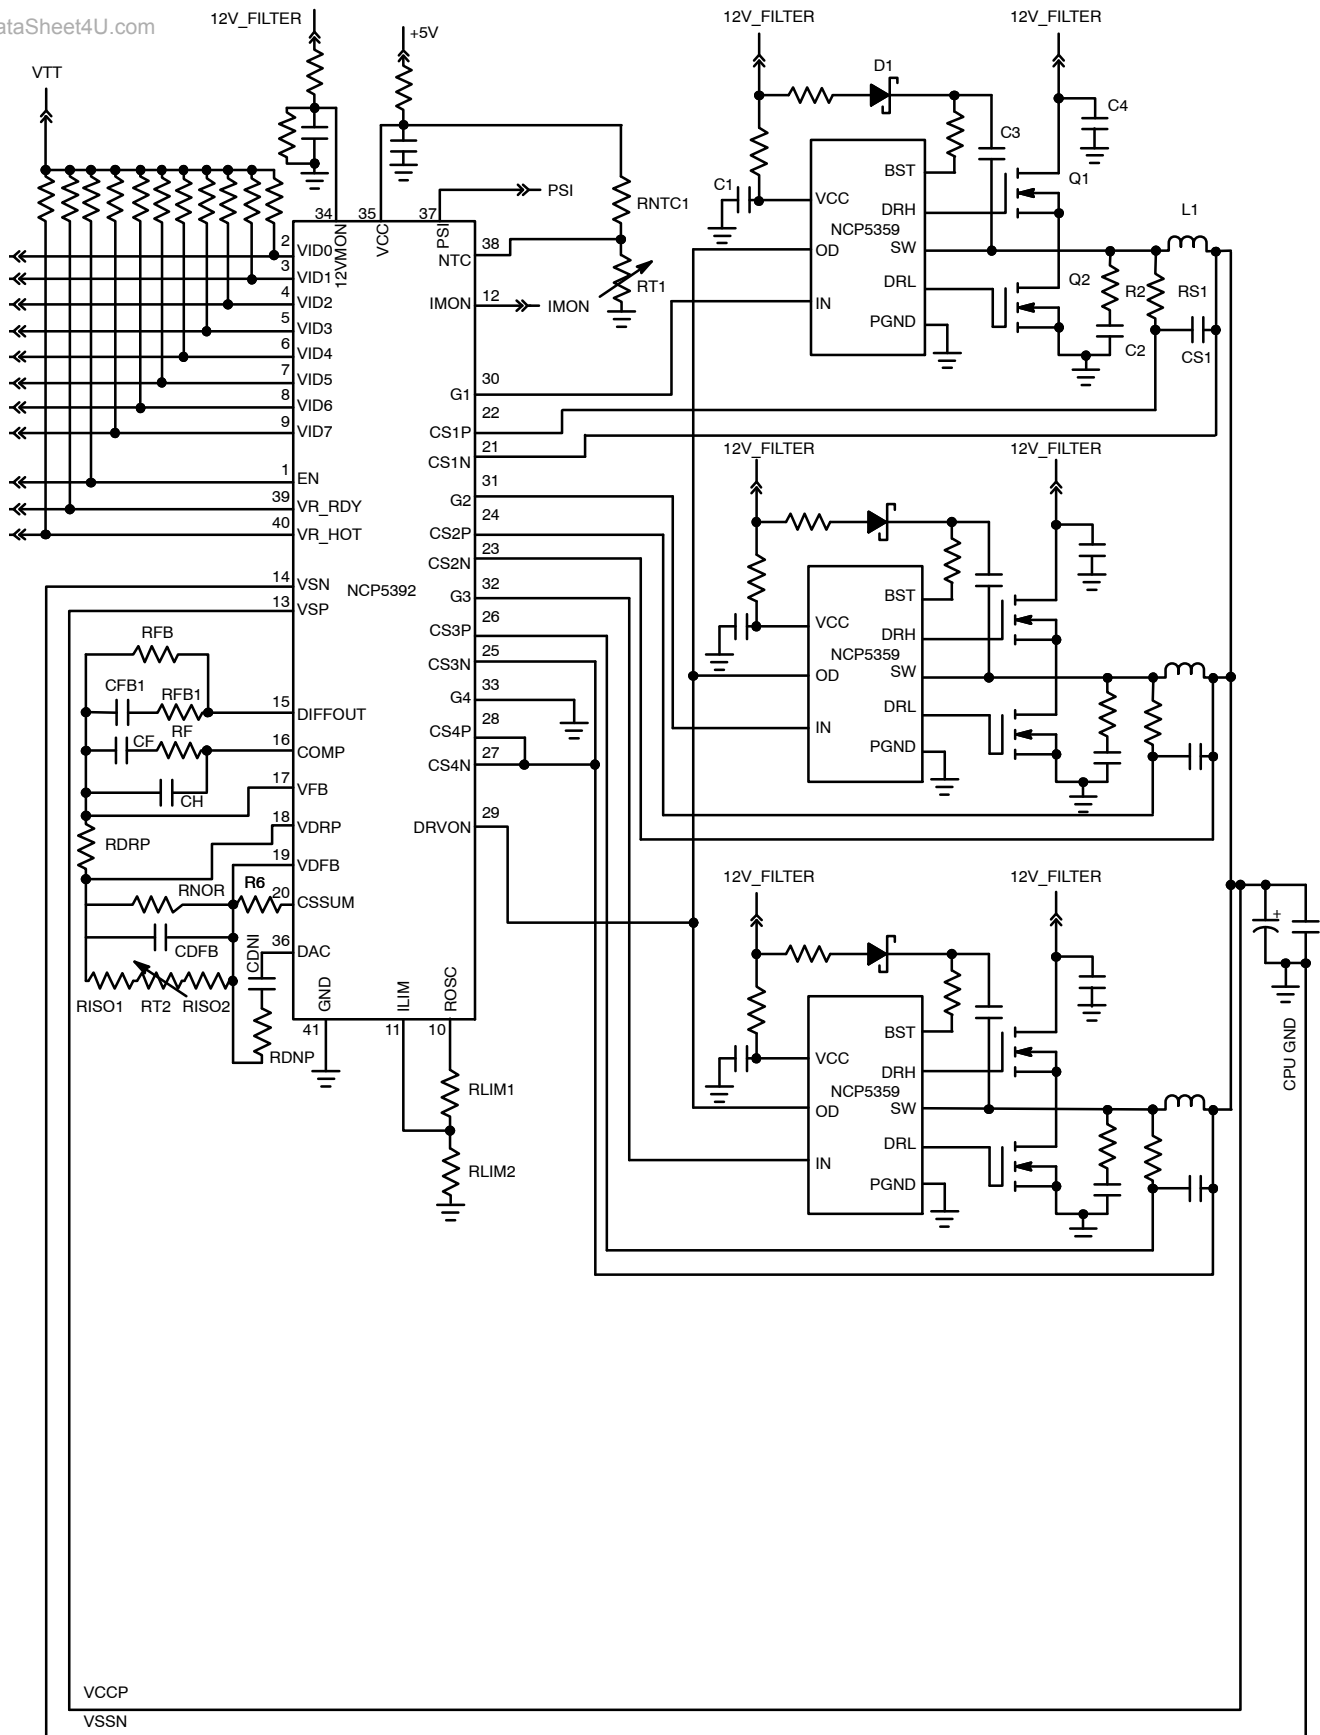 ataSheet4U.com
12V_FILTER
+5V
VTT
12V_FILTER
12V_FILTER
D1
C3
C4
C1
VCC
BST
DRH
NCP5359
OD
SW
DRL
IN
PGND
Q1
Q2
L1
R2
RS1
C2
CS1
34
12VMON
35
VCC
37
PSI
PSI
38
NTC
RNTC1
RT1
12
IMON
IMON
2
VID0
3
VID1
4
VID2
5
VID3
6
VID4
7
VID5
8
VID6
9
VID7
1
EN
39
VR_RDY
40
VR_HOT
14
VSN
13
VSP
NCP5392
30
G1
22
CS1P
21
CS1N
31
G2
24
CS2P
23
CS2N
32
G3
26
CS3P
25
CS3N
33
G4
28
CS4P
27
CS4N
29
DRVON
12V_FILTER
12V_FILTER
VCC
BST
DRH
NCP5359
OD
SW
DRL
IN
PGND
RFB
CFB1
RFB1
15
DIFFOUT
CF
RF
16
COMP
CH
17
VFB
18
VDRP
RDRP
19
VDFB
RNOR
R6
20
CSSUM
CDFB
CDNI
36
DAC
RISO1
RT2
RISO2
RDNP
GND
41
ILIM
11
ROSC
10
RLIM1
RLIM2
12V_FILTER
12V_FILTER
BST
VCC
DRH
NCP5359
OD
SW
DRL
IN
PGND
+
CPU GND
VCCP
VSSN